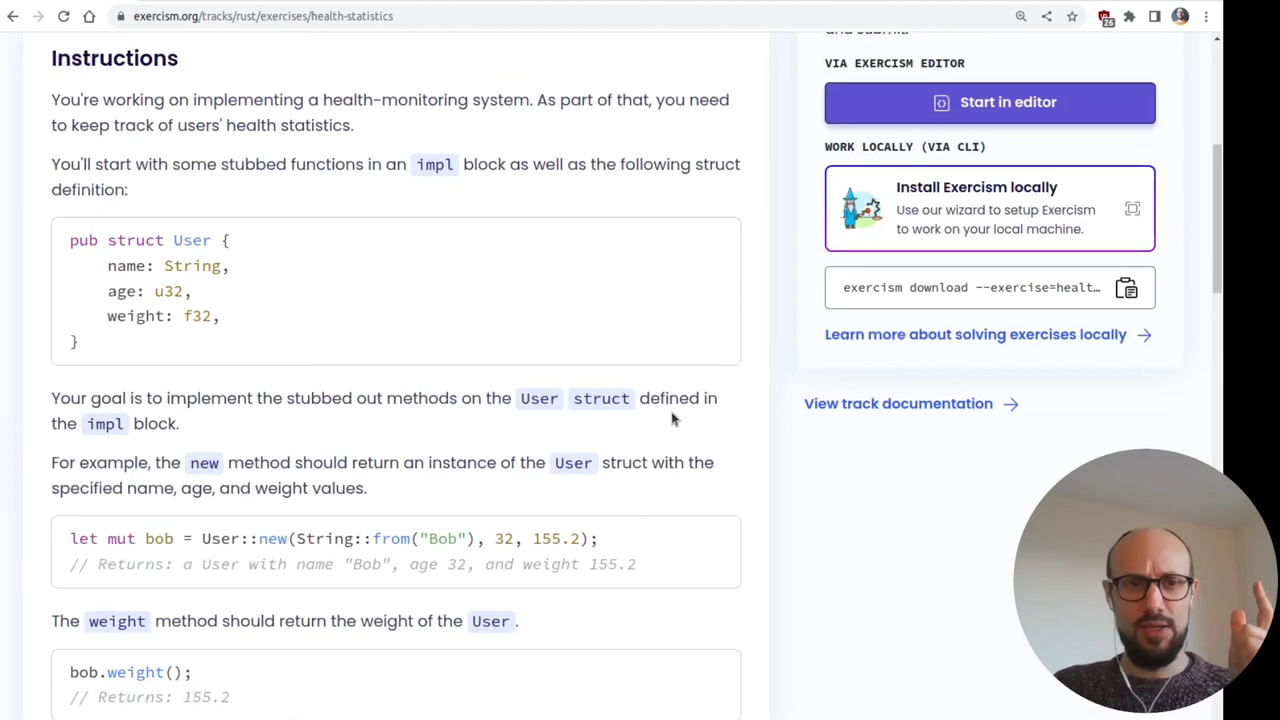 exercism.org/tracks/rust/exercises/health-statistics
26
Instructions
You're working on implementing a health-monitoring system. As part of that, you need
to keep track of users' health statistics.
You'll start with some stubbed functions in an impl block as well as the following struct
definition:
pub struct User {
    name: String,
    age: u32,
    weight: f32,
}
Your goal is to implement the stubbed out methods on the User struct defined in
the impl block.
For example, the new method should return an instance of the User struct with the
specified name, age, and weight values.
let mut bob = User::new(String::from("Bob"), 32, 155.2);
// Returns: a User with name "Bob", age 32, and weight 155.2
The weight method should return the weight of the User.
bob.weight();
// Returns: 155.2
and submit.
VIA EXERCISM EDITOR
Start in editor
WORK LOCALLY (VIA CLI)
Install Exercism locally
Use our wizard to setup Exercism
to work on your local machine.
exercism download --exercise=healt…
Learn more about solving exercises locally
View track documentation